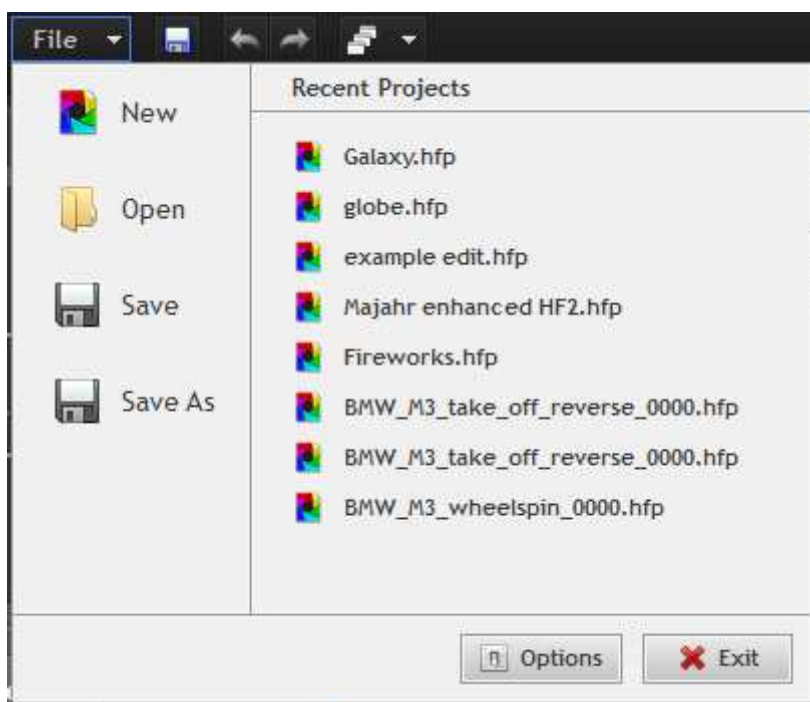 File
New
Open
Save
Save As
Recent Projects
Galaxy.hfp
globe.hfp
example edit.hfp
Majahr enhanced HF2.hfp
Fireworks.hfp
BMW_M3_take_off_reverse_0000.hfp
BMW_M3_take_off_reverse_0000.hfp
BMW_M3_wheelspin_0000.hfp
Options
Exit